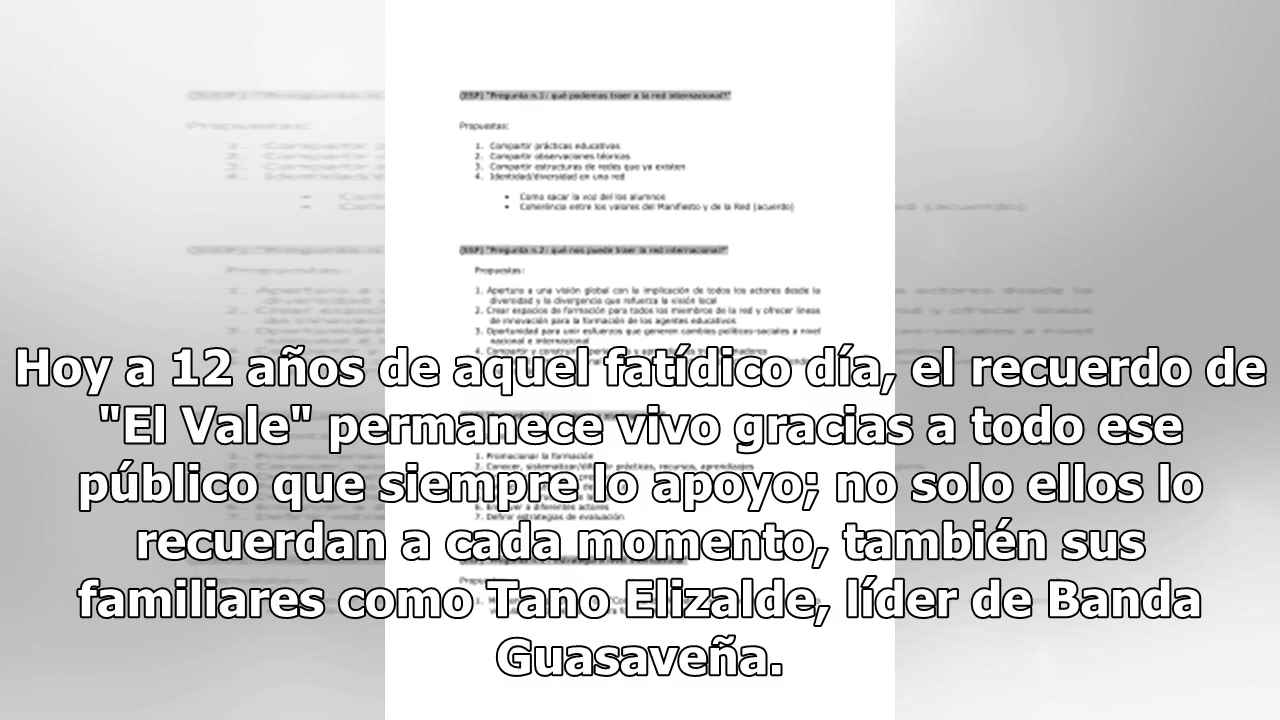 (ESP) "Pregunta n.1: qué podemos traer a la red internacional?"
Propuestas:
1. Compartir prácticas educativas
2. Compartir observaciones téoricas
3. Compartir estructuras de redes que ya existen
4. Identidad/diversidad en una red
• Como sacar la voz del los alumnos
• Coherència entre los valores del Manifiesto y de la Red (acuerdo)
(ESP) "Pregunta n.2: qué nos puede traer la red internacional?"
Propuestas:
1. Apertura a una visión global con la implicación de todos los actores desde la
diversidad y la divergencia que refuerza la visión local
2. Crear espacios de formación para todos los miembros de la red y ofrecer lineas
de innovación para la formación de los agentes educativos
3. Oportunidad para unir esfuerzos que generen cambios políticos-sociales a nivel
nacional e internacional
Hoy a 12 años de aquel fatídico día, el recuerdo de
"El Vale" permanece vivo gracias a todo ese
público que siempre lo apoyo; no solo ellos lo
recuerdan a cada momento, también sus
familiares como Tano Elizalde, líder de Banda
Guasaveña.
1. Promocionar la formación
7. Definir estrategias de evaluación